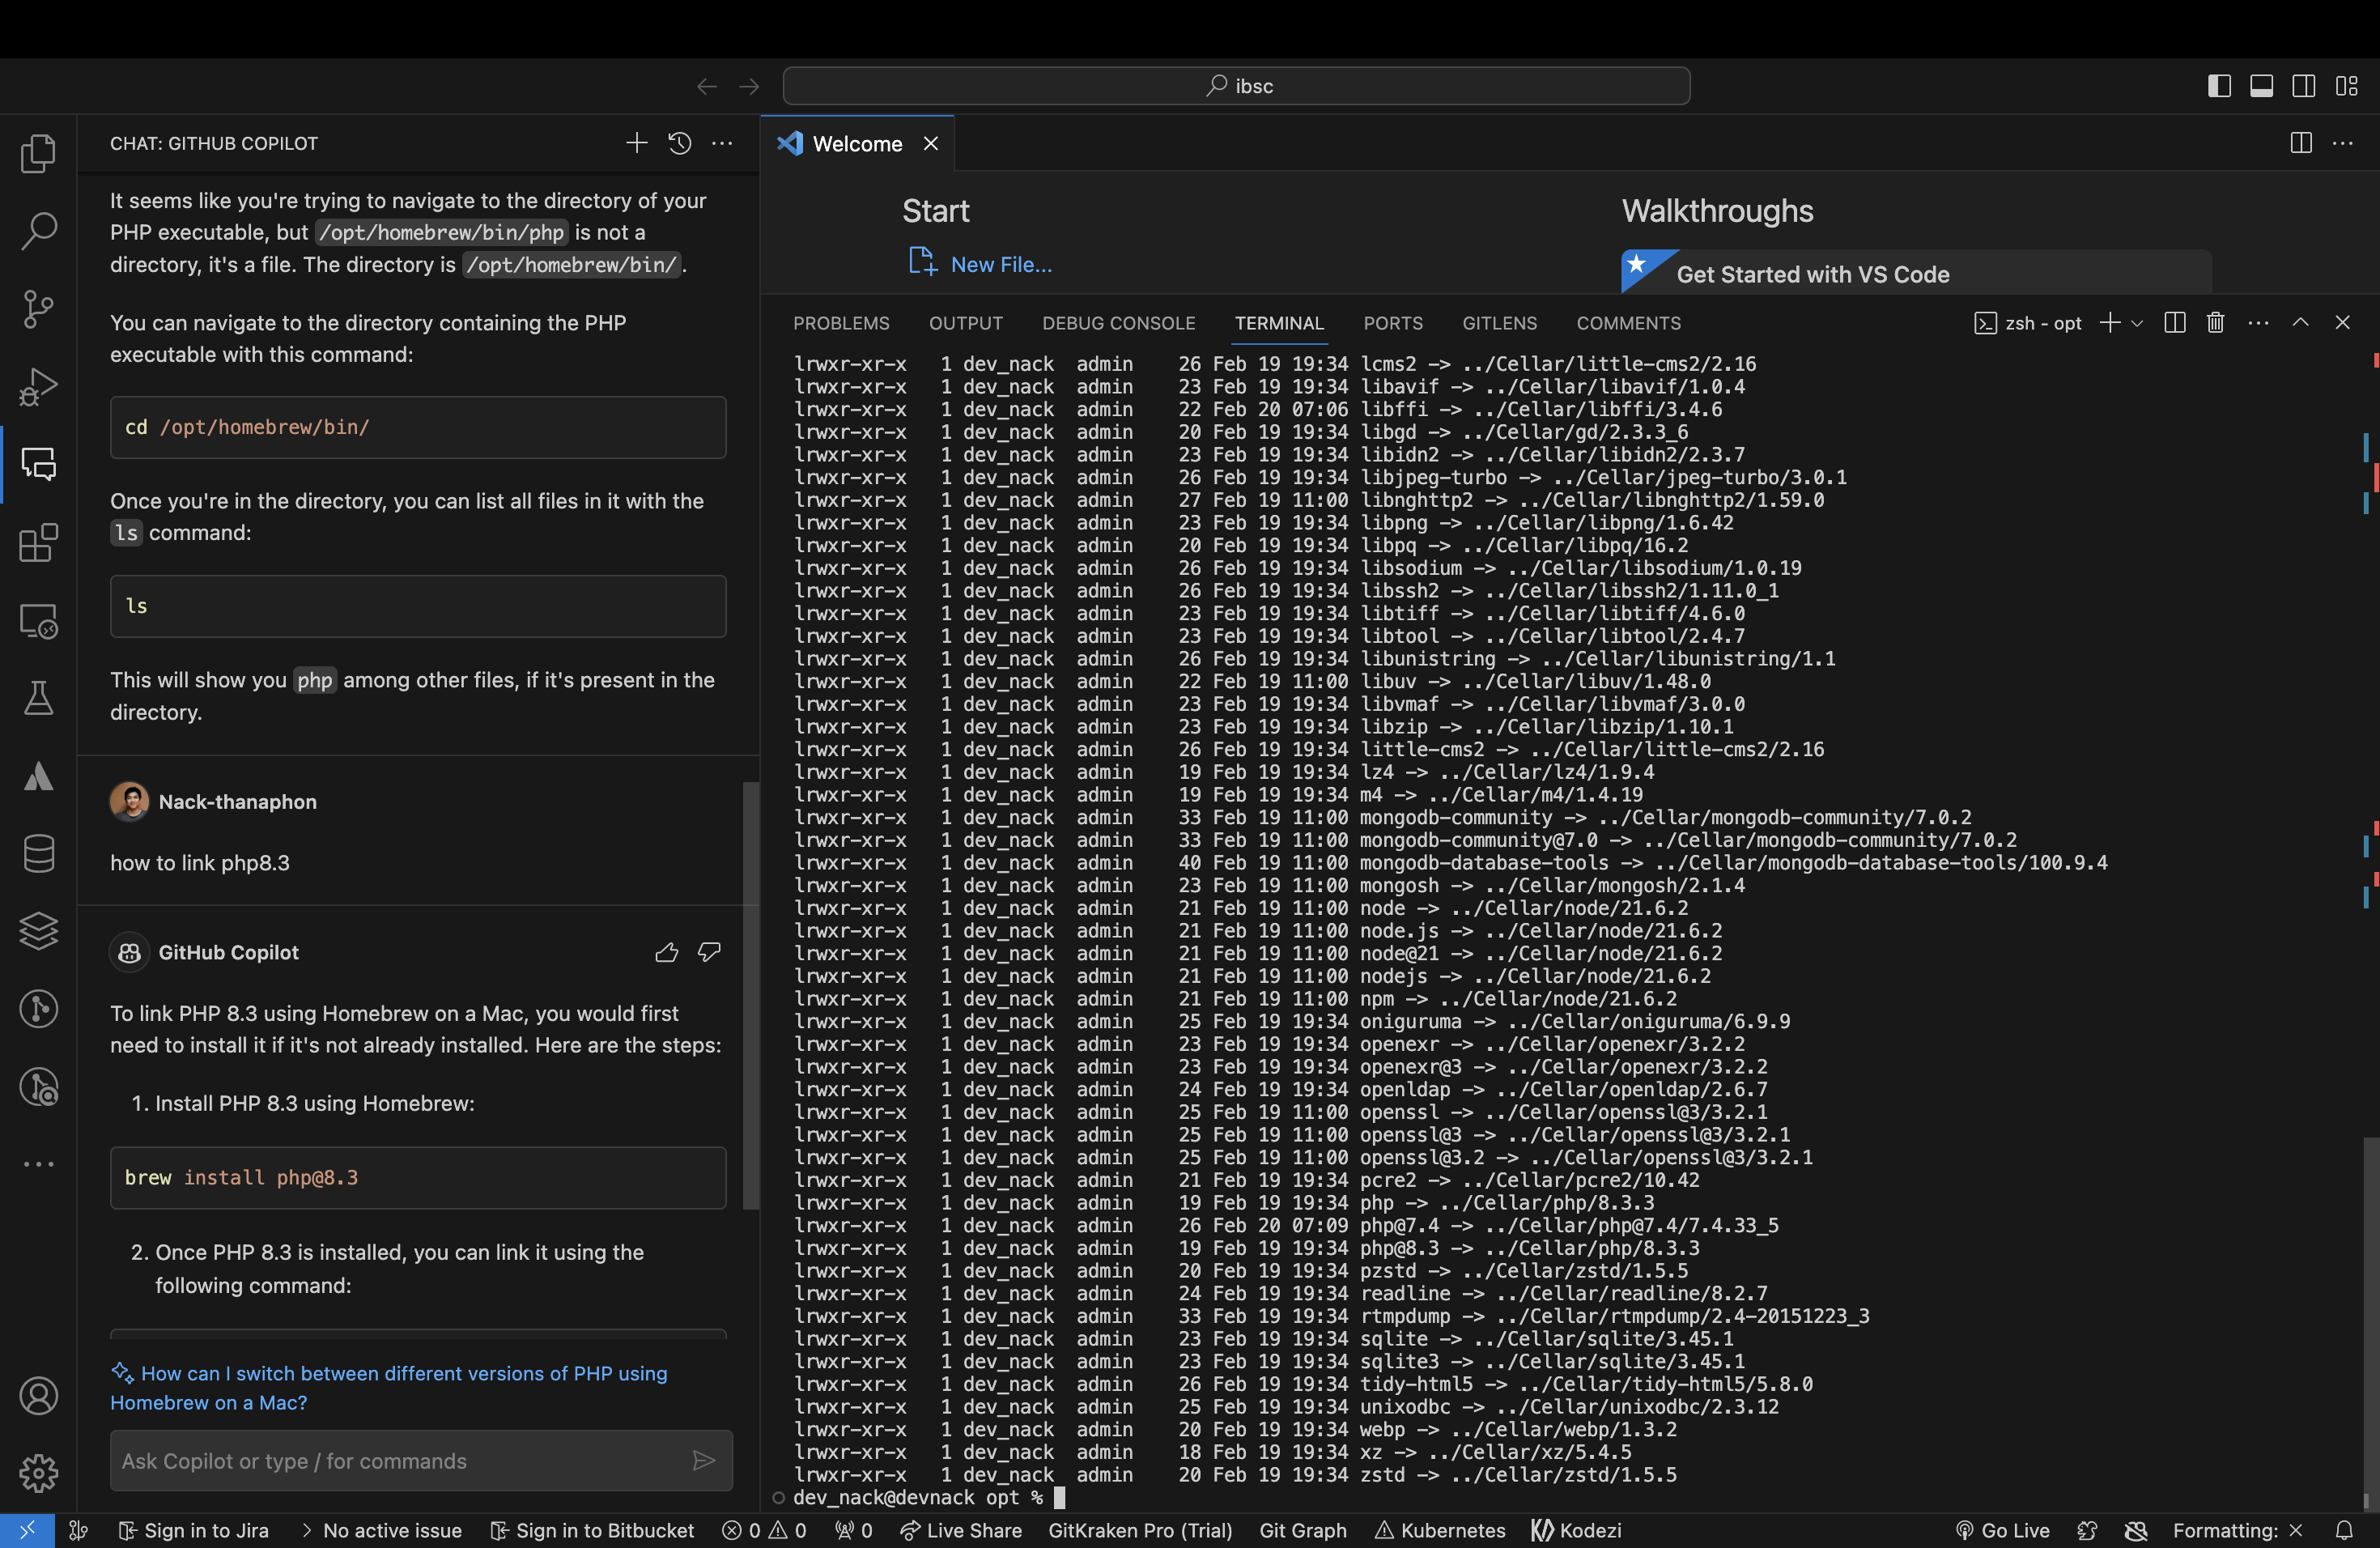 ibsc
CHAT: GITHUB COPILOT
It seems like you're trying to navigate to the directory of your
PHP executable, but /opt/homebrew/bin/php is not a
directory, it's a file. The directory is /opt/homebrew/bin/.
You can navigate to the directory containing the PHP
executable with this command:
cd /opt/homebrew/bin/
Once you're in the directory, you can list all files in it with the
ls command:
ls
This will show you php among other files, if it's present in the
directory.
Nack-thanaphon
how to link php8.3
GitHub Copilot
To link PHP 8.3 using Homebrew on a Mac, you would first
need to install it if it's not already installed. Here are the steps:
1. Install PHP 8.3 using Homebrew:
brew install php@8.3
2. Once PHP 8.3 is installed, you can link it using the
following command:
How can I switch between different versions of PHP using
Homebrew on a Mac?
Ask Copilot or type / for commands
Welcome
Start
New File...
Walkthroughs
Get Started with VS Code
PROBLEMS OUTPUT DEBUG CONSOLE TERMINAL PORTS GITLENS COMMENTS zsh - opt
lrwxr-xr-x 1 dev_nack admin 26 Feb 19 19:34 lcms2 -> ../Cellar/little-cms2/2.16
lrwxr-xr-x 1 dev_nack admin 23 Feb 19 19:34 libavif -> ../Cellar/libavif/1.0.4
lrwxr-xr-x 1 dev_nack admin 22 Feb 20 07:06 libffi -> ../Cellar/libffi/3.4.6
lrwxr-xr-x 1 dev_nack admin 20 Feb 19 19:34 libgd -> ../Cellar/gd/2.3.3_6
lrwxr-xr-x 1 dev_nack admin 23 Feb 19 19:34 libidn2 -> ../Cellar/libidn2/2.3.7
lrwxr-xr-x 1 dev_nack admin 26 Feb 19 19:34 libjpeg-turbo -> ../Cellar/jpeg-turbo/3.0.1
lrwxr-xr-x 1 dev_nack admin 27 Feb 19 11:00 libnghttp2 -> ../Cellar/libnghttp2/1.59.0
lrwxr-xr-x 1 dev_nack admin 23 Feb 19 19:34 libpng -> ../Cellar/libpng/1.6.42
lrwxr-xr-x 1 dev_nack admin 20 Feb 19 19:34 libpq -> ../Cellar/libpq/16.2
lrwxr-xr-x 1 dev_nack admin 26 Feb 19 19:34 libsodium -> ../Cellar/libsodium/1.0.19
lrwxr-xr-x 1 dev_nack admin 26 Feb 19 19:34 libssh2 -> ../Cellar/libssh2/1.11.0_1
lrwxr-xr-x 1 dev_nack admin 23 Feb 19 19:34 libtiff -> ../Cellar/libtiff/4.6.0
lrwxr-xr-x 1 dev_nack admin 23 Feb 19 19:34 libtool -> ../Cellar/libtool/2.4.7
lrwxr-xr-x 1 dev_nack admin 26 Feb 19 19:34 libunistring -> ../Cellar/libunistring/1.1
lrwxr-xr-x 1 dev_nack admin 22 Feb 19 11:00 libuv -> ../Cellar/libuv/1.48.0
lrwxr-xr-x 1 dev_nack admin 23 Feb 19 19:34 libvmaf -> ../Cellar/libvmaf/3.0.0
lrwxr-xr-x 1 dev_nack admin 23 Feb 19 19:34 libzip -> ../Cellar/libzip/1.10.1
lrwxr-xr-x 1 dev_nack admin 26 Feb 19 19:34 little-cms2 -> ../Cellar/little-cms2/2.16
lrwxr-xr-x 1 dev_nack admin 19 Feb 19 19:34 lz4 -> ../Cellar/lz4/1.9.4
lrwxr-xr-x 1 dev_nack admin 19 Feb 19 19:34 m4 -> ../Cellar/m4/1.4.19
lrwxr-xr-x 1 dev_nack admin 33 Feb 19 11:00 mongodb-community -> ../Cellar/mongodb-community/7.0.2
lrwxr-xr-x 1 dev_nack admin 33 Feb 19 11:00 mongodb-community@7.0 -> ../Cellar/mongodb-community/7.0.2
lrwxr-xr-x 1 dev_nack admin 40 Feb 19 11:00 mongodb-database-tools -> ../Cellar/mongodb-database-tools/100.9.4
lrwxr-xr-x 1 dev_nack admin 23 Feb 19 11:00 mongosh -> ../Cellar/mongosh/2.1.4
lrwxr-xr-x 1 dev_nack admin 21 Feb 19 11:00 node -> ../Cellar/node/21.6.2
lrwxr-xr-x 1 dev_nack admin 21 Feb 19 11:00 node.js -> ../Cellar/node/21.6.2
lrwxr-xr-x 1 dev_nack admin 21 Feb 19 11:00 node@21 -> ../Cellar/node/21.6.2
lrwxr-xr-x 1 dev_nack admin 21 Feb 19 11:00 nodejs -> ../Cellar/node/21.6.2
lrwxr-xr-x 1 dev_nack admin 21 Feb 19 11:00 npm -> ../Cellar/node/21.6.2
lrwxr-xr-x 1 dev_nack admin 25 Feb 19 19:34 oniguruma -> ../Cellar/oniguruma/6.9.9
lrwxr-xr-x 1 dev_nack admin 23 Feb 19 19:34 openexr -> ../Cellar/openexr/3.2.2
lrwxr-xr-x 1 dev_nack admin 23 Feb 19 19:34 openexr@3 -> ../Cellar/openexr/3.2.2
lrwxr-xr-x 1 dev_nack admin 24 Feb 19 19:34 openldap -> ../Cellar/openldap/2.6.7
lrwxr-xr-x 1 dev_nack admin 25 Feb 19 11:00 openssl -> ../Cellar/openssl@3/3.2.1
lrwxr-xr-x 1 dev_nack admin 25 Feb 19 11:00 openssl@3 -> ../Cellar/openssl@3/3.2.1
lrwxr-xr-x 1 dev_nack admin 25 Feb 19 11:00 openssl@3.2 -> ../Cellar/openssl@3/3.2.1
lrwxr-xr-x 1 dev_nack admin 21 Feb 19 19:34 pcre2 -> ../Cellar/pcre2/10.42
lrwxr-xr-x 1 dev_nack admin 19 Feb 19 19:34 php -> ../Cellar/php/8.3.3
lrwxr-xr-x 1 dev_nack admin 26 Feb 20 07:09 php@7.4 -> ../Cellar/php@7.4/7.4.33_5
lrwxr-xr-x 1 dev_nack admin 19 Feb 19 19:34 php@8.3 -> ../Cellar/php/8.3.3
lrwxr-xr-x 1 dev_nack admin 20 Feb 19 19:34 pzstd -> ../Cellar/zstd/1.5.5
lrwxr-xr-x 1 dev_nack admin 24 Feb 19 19:34 readline -> ../Cellar/readline/8.2.7
lrwxr-xr-x 1 dev_nack admin 33 Feb 19 19:34 rtmpdump -> ../Cellar/rtmpdump/2.4-20151223_3
lrwxr-xr-x 1 dev_nack admin 23 Feb 19 19:34 sqlite -> ../Cellar/sqlite/3.45.1
lrwxr-xr-x 1 dev_nack admin 23 Feb 19 19:34 sqlite3 -> ../Cellar/sqlite/3.45.1
lrwxr-xr-x 1 dev_nack admin 26 Feb 19 19:34 tidy-html5 -> ../Cellar/tidy-html5/5.8.0
lrwxr-xr-x 1 dev_nack admin 25 Feb 19 19:34 unixodbc -> ../Cellar/unixodbc/2.3.12
lrwxr-xr-x 1 dev_nack admin 20 Feb 19 19:34 webp -> ../Cellar/webp/1.3.2
lrwxr-xr-x 1 dev_nack admin 18 Feb 19 19:34 xz -> ../Cellar/xz/5.4.5
lrwxr-xr-x 1 dev_nack admin 20 Feb 19 19:34 zstd -> ../Cellar/zstd/1.5.5
dev_nack@devnack opt %
Sign in to Jira No active issue Sign in to Bitbucket 0 0 0 Live Share GitKraken Pro (Trial) Git Graph Kubernetes Kodezi Go Live Formatting: